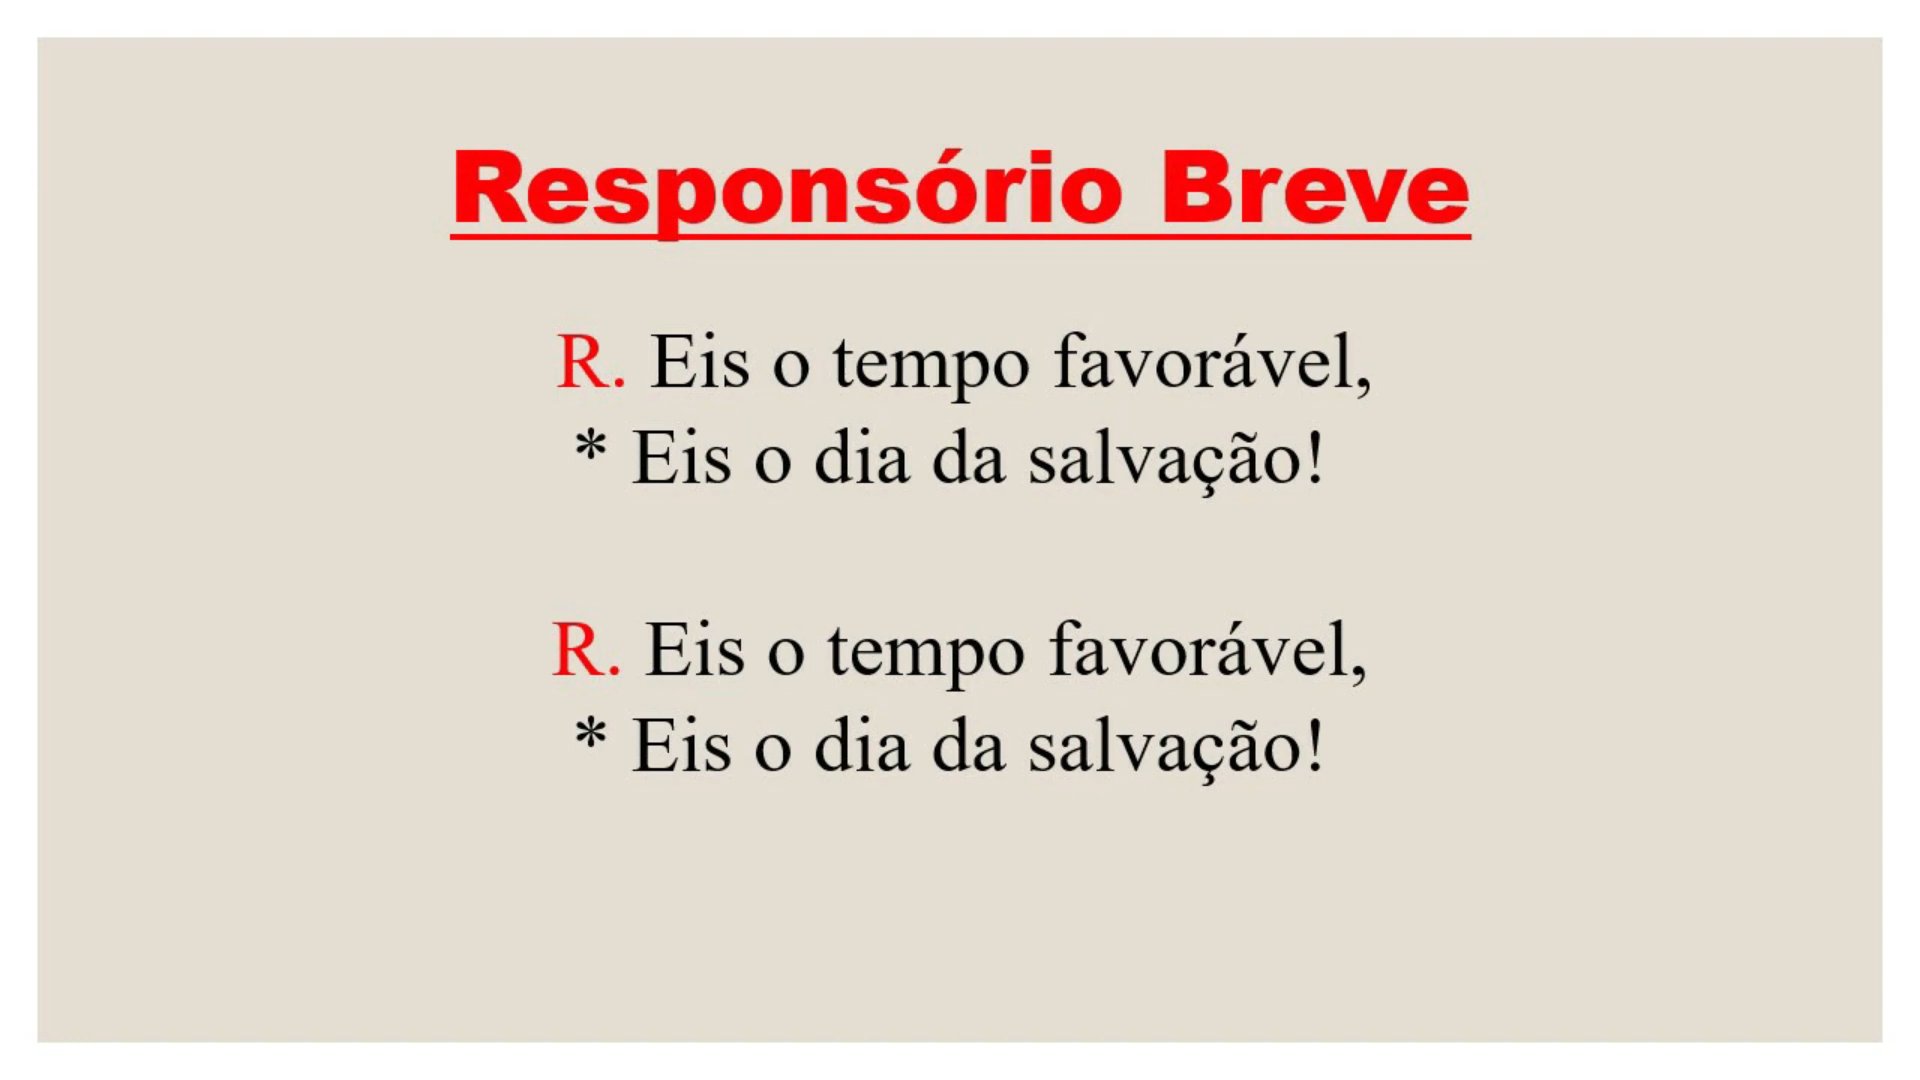 Responsório Breve
R. Eis o tempo favorável,
* Eis o dia da salvação!
R. Eis o tempo favorável,
* Eis o dia da salvação!